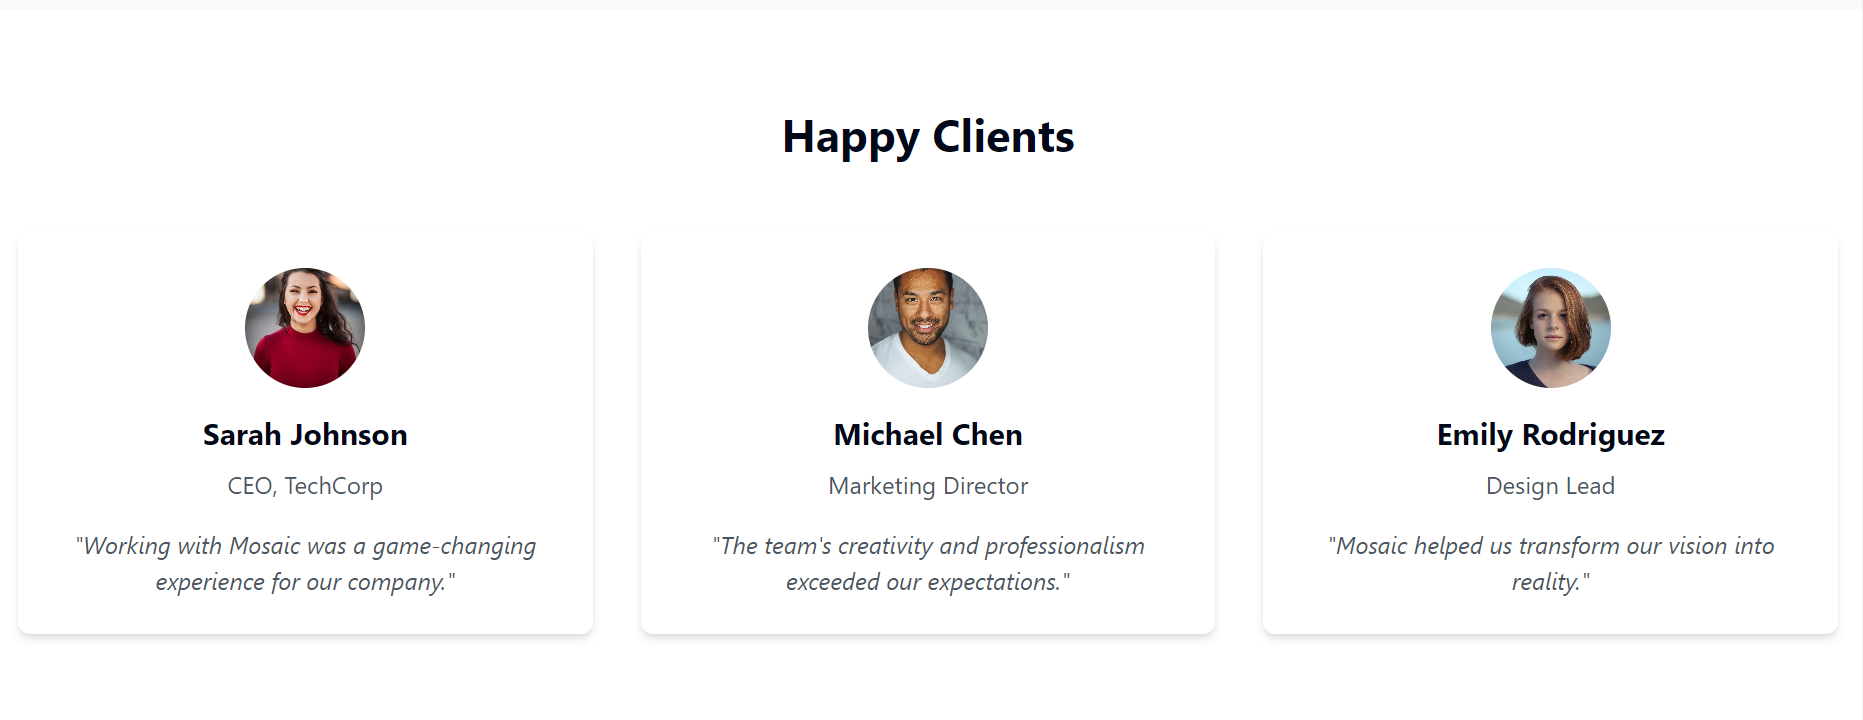 Happy Clients
Sarah Johnson
CEO, TechCorp
"Working with Mosaic was a game-changing
experience for our company."
Michael Chen
Marketing Director
"The team's creativity and professionalism
exceeded our expectations."
Emily Rodriguez
Design Lead
"Mosaic helped us transform our vision into
reality."